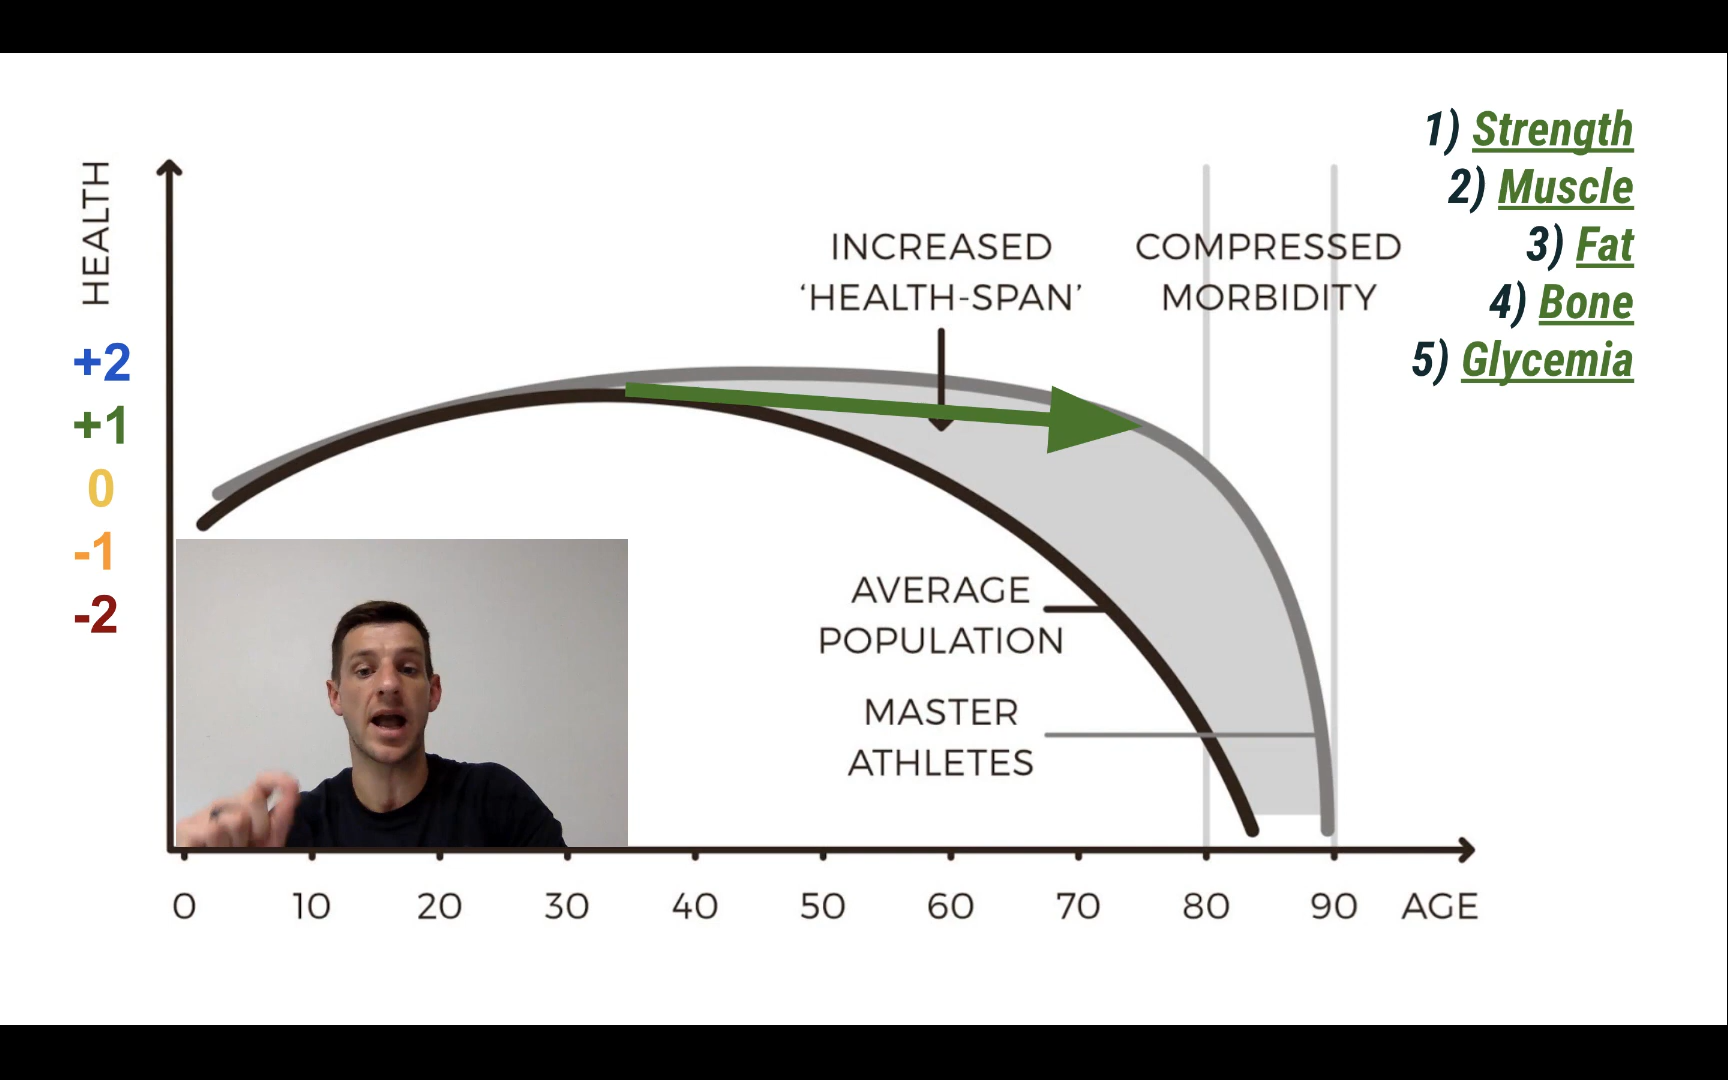 HEALTH
+2
+1
0
-1
-2
INCREASED
‘HEALTH-SPAN’
COMPRESSED
MORBIDITY
1) Strength
2) Muscle
3) Fat
4) Bone
5) Glycemia
AVERAGE
POPULATION
MASTER
ATHLETES
0 10 20 30 40 50 60 70 80 90 AGE